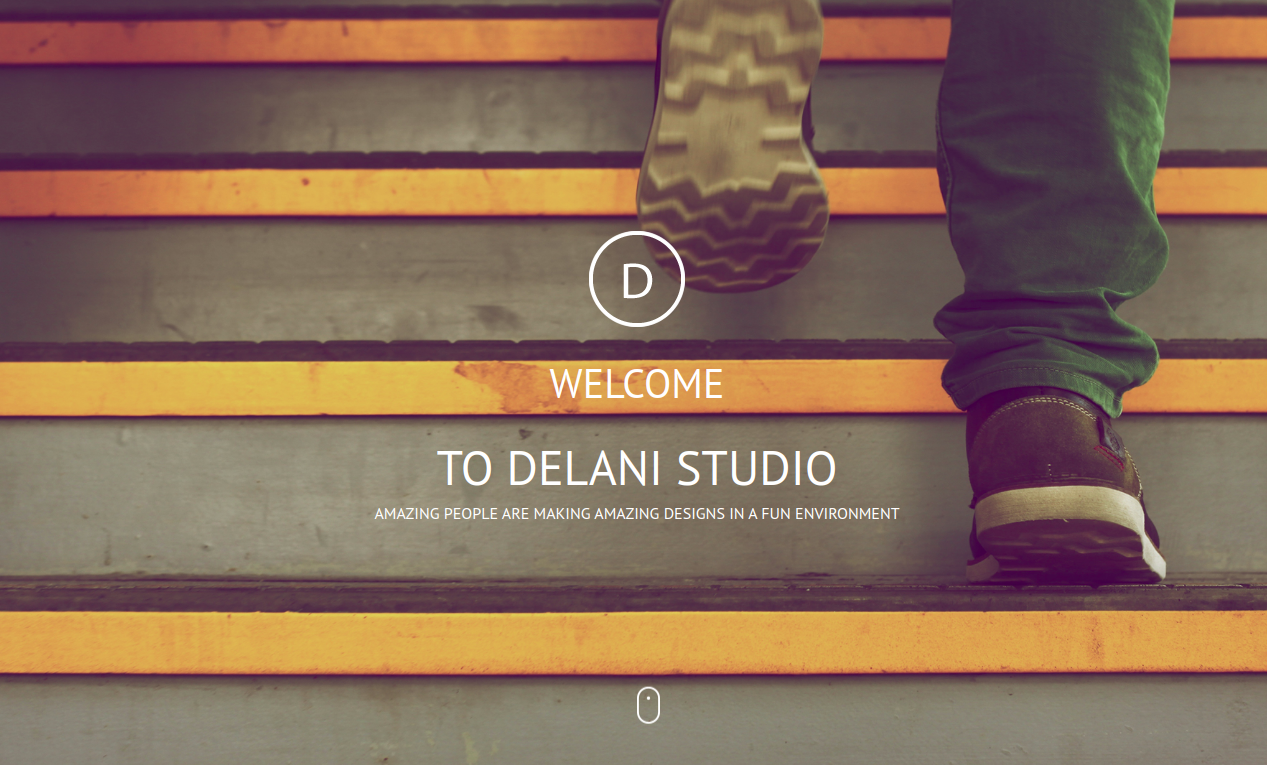 D
WELCOME
TO DELANI STUDIO
AMAZING PEOPLE ARE MAKING AMAZING DESIGNS IN A FUN ENVIRONMENT